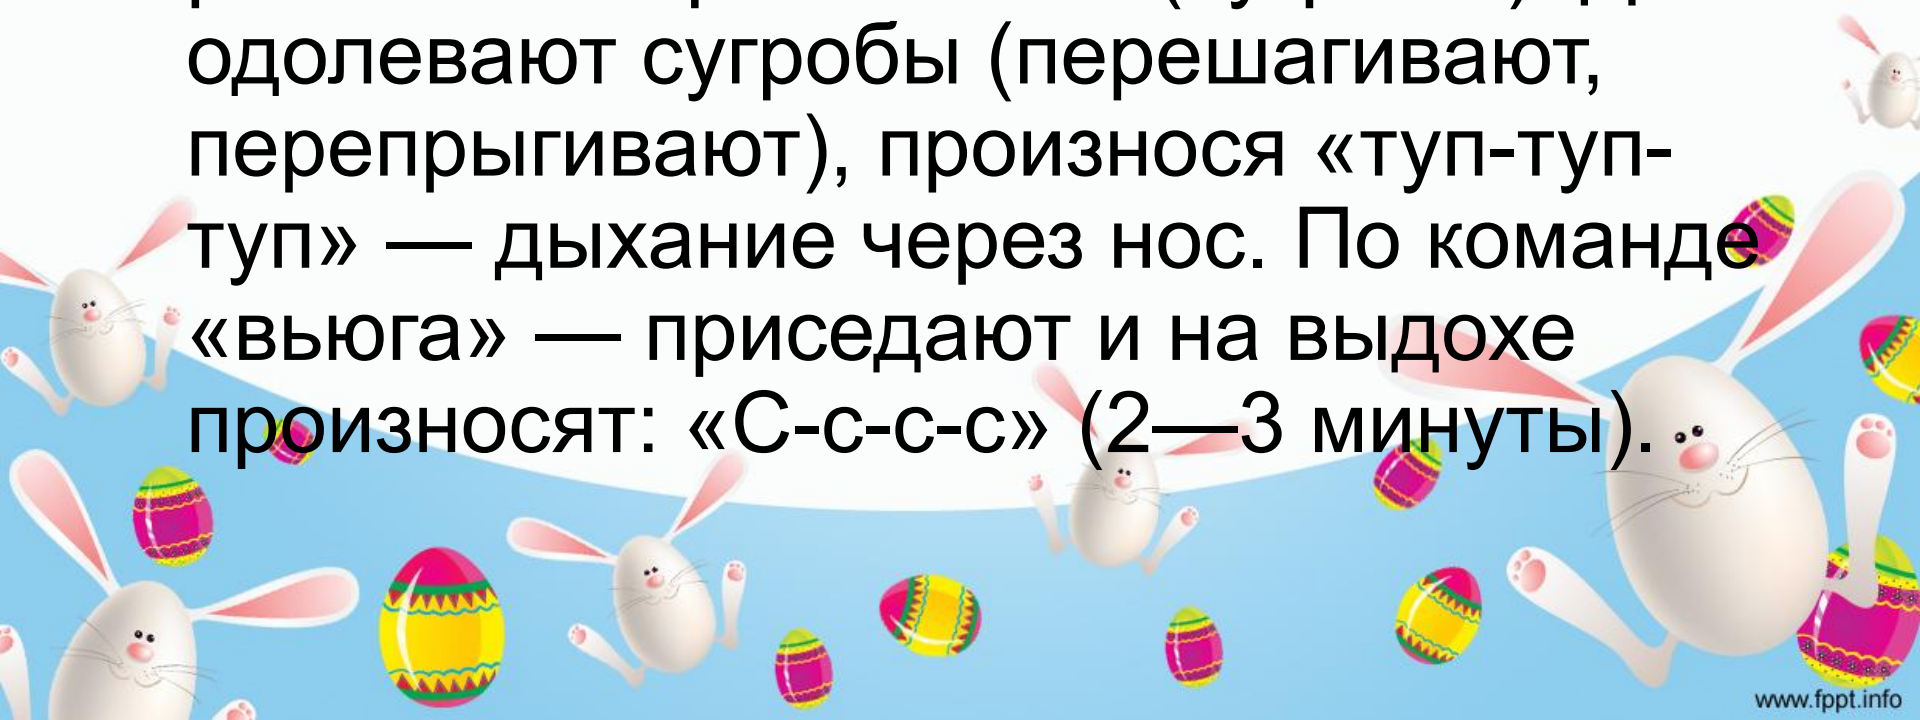 одолевают сугробы (перешагивают,
перепрыгивают), произнося «туп-туп-
туп» — дыхание через нос. По команде
«вьюга» — приседают и на выдохе
произносят: «С-с-с-с» (2—3 минуты).
www.fppt.info